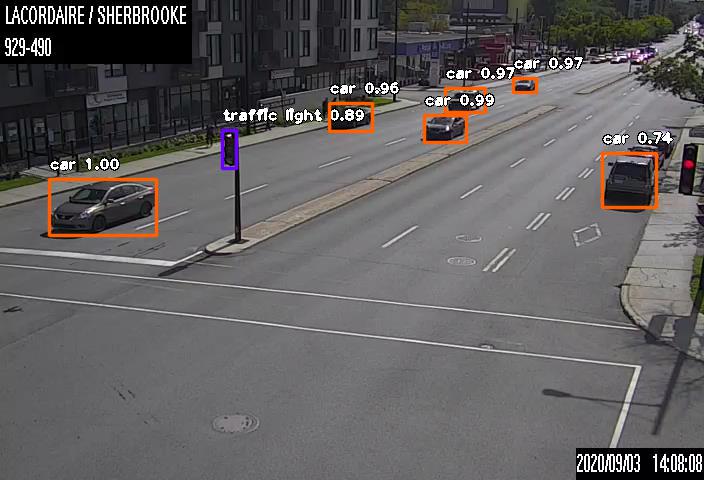 LACORDAIRE / SHERBROOKE
929-490
car 0.97
car 0.97
car 0.96
car 0.99
traffic light 0.89
car 0.74
car 1.00
2020/09/03 14:08:08